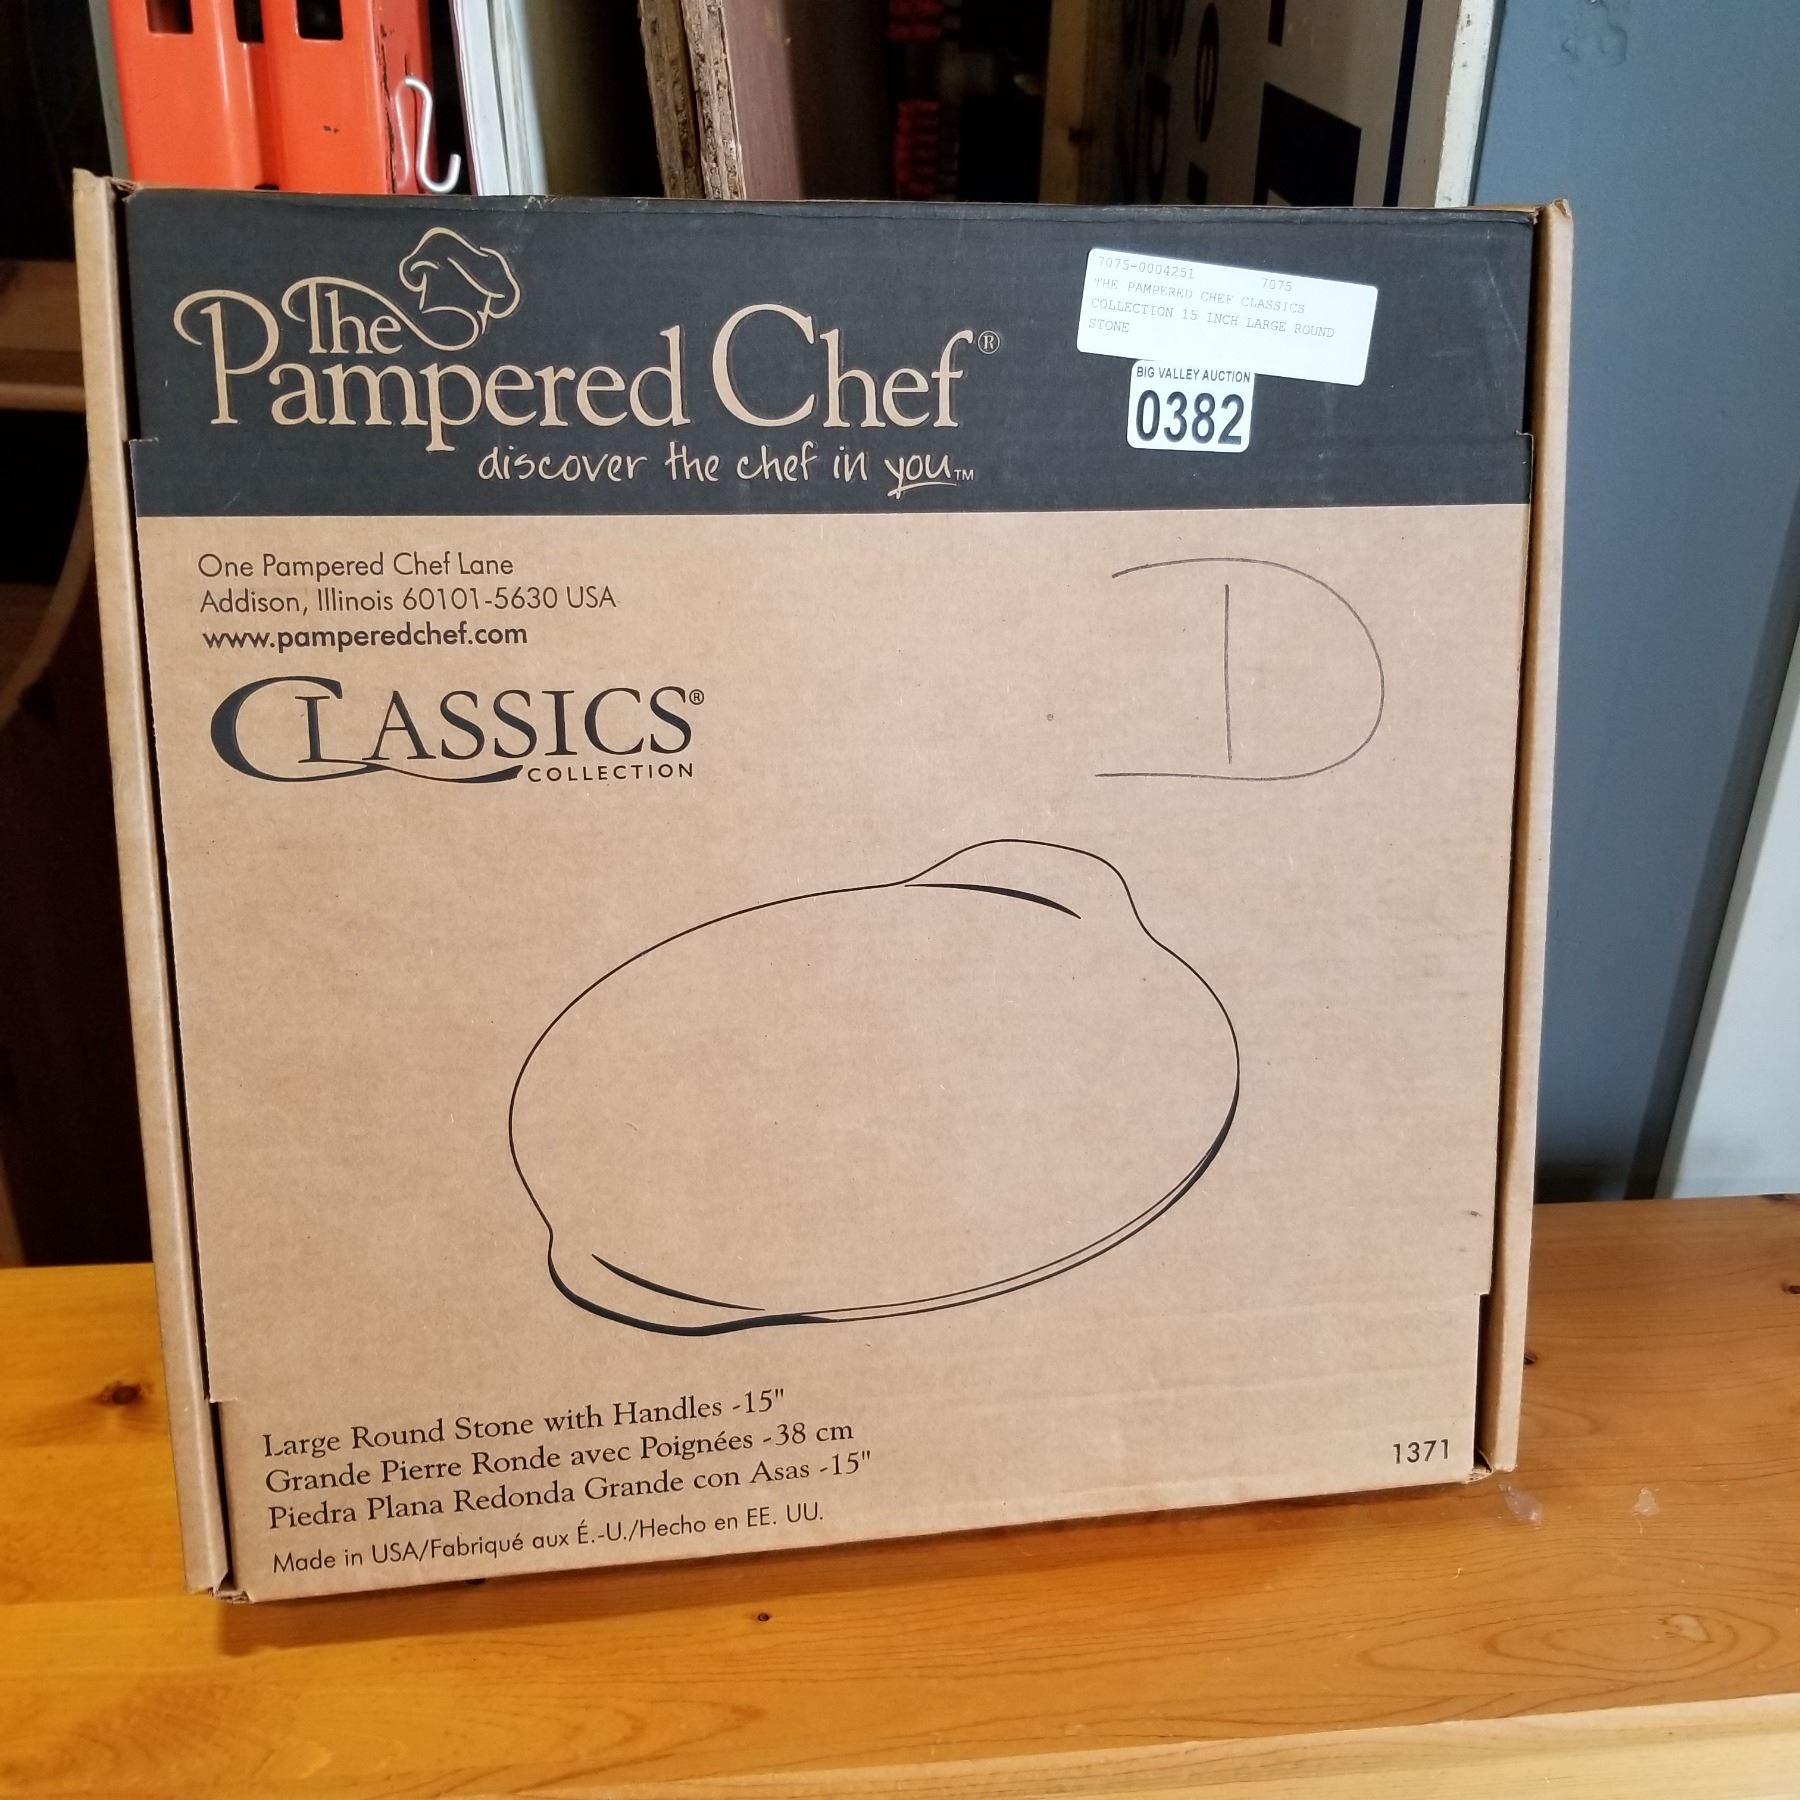 The
Pampered Chef®
discover the chef in you™
7075-0004251 7075
THE PAMPERED CHEF CLASSICS
COLLECTION 15 INCH LARGE ROUND
STONE
BIG VALLEY AUCTION
0382
One Pampered Chef Lane
Addison, Illinois 60101-5630 USA
www.pamperedchef.com
CLASSICS®
COLLECTION
D
Large Round Stone with Handles -15"
Grande Pierre Ronde avec Poignées -38 cm
Piedra Plana Redonda Grande con Asas -15"
Made in USA/Fabriqué aux É.-U./Hecho en EE. UU.
1371